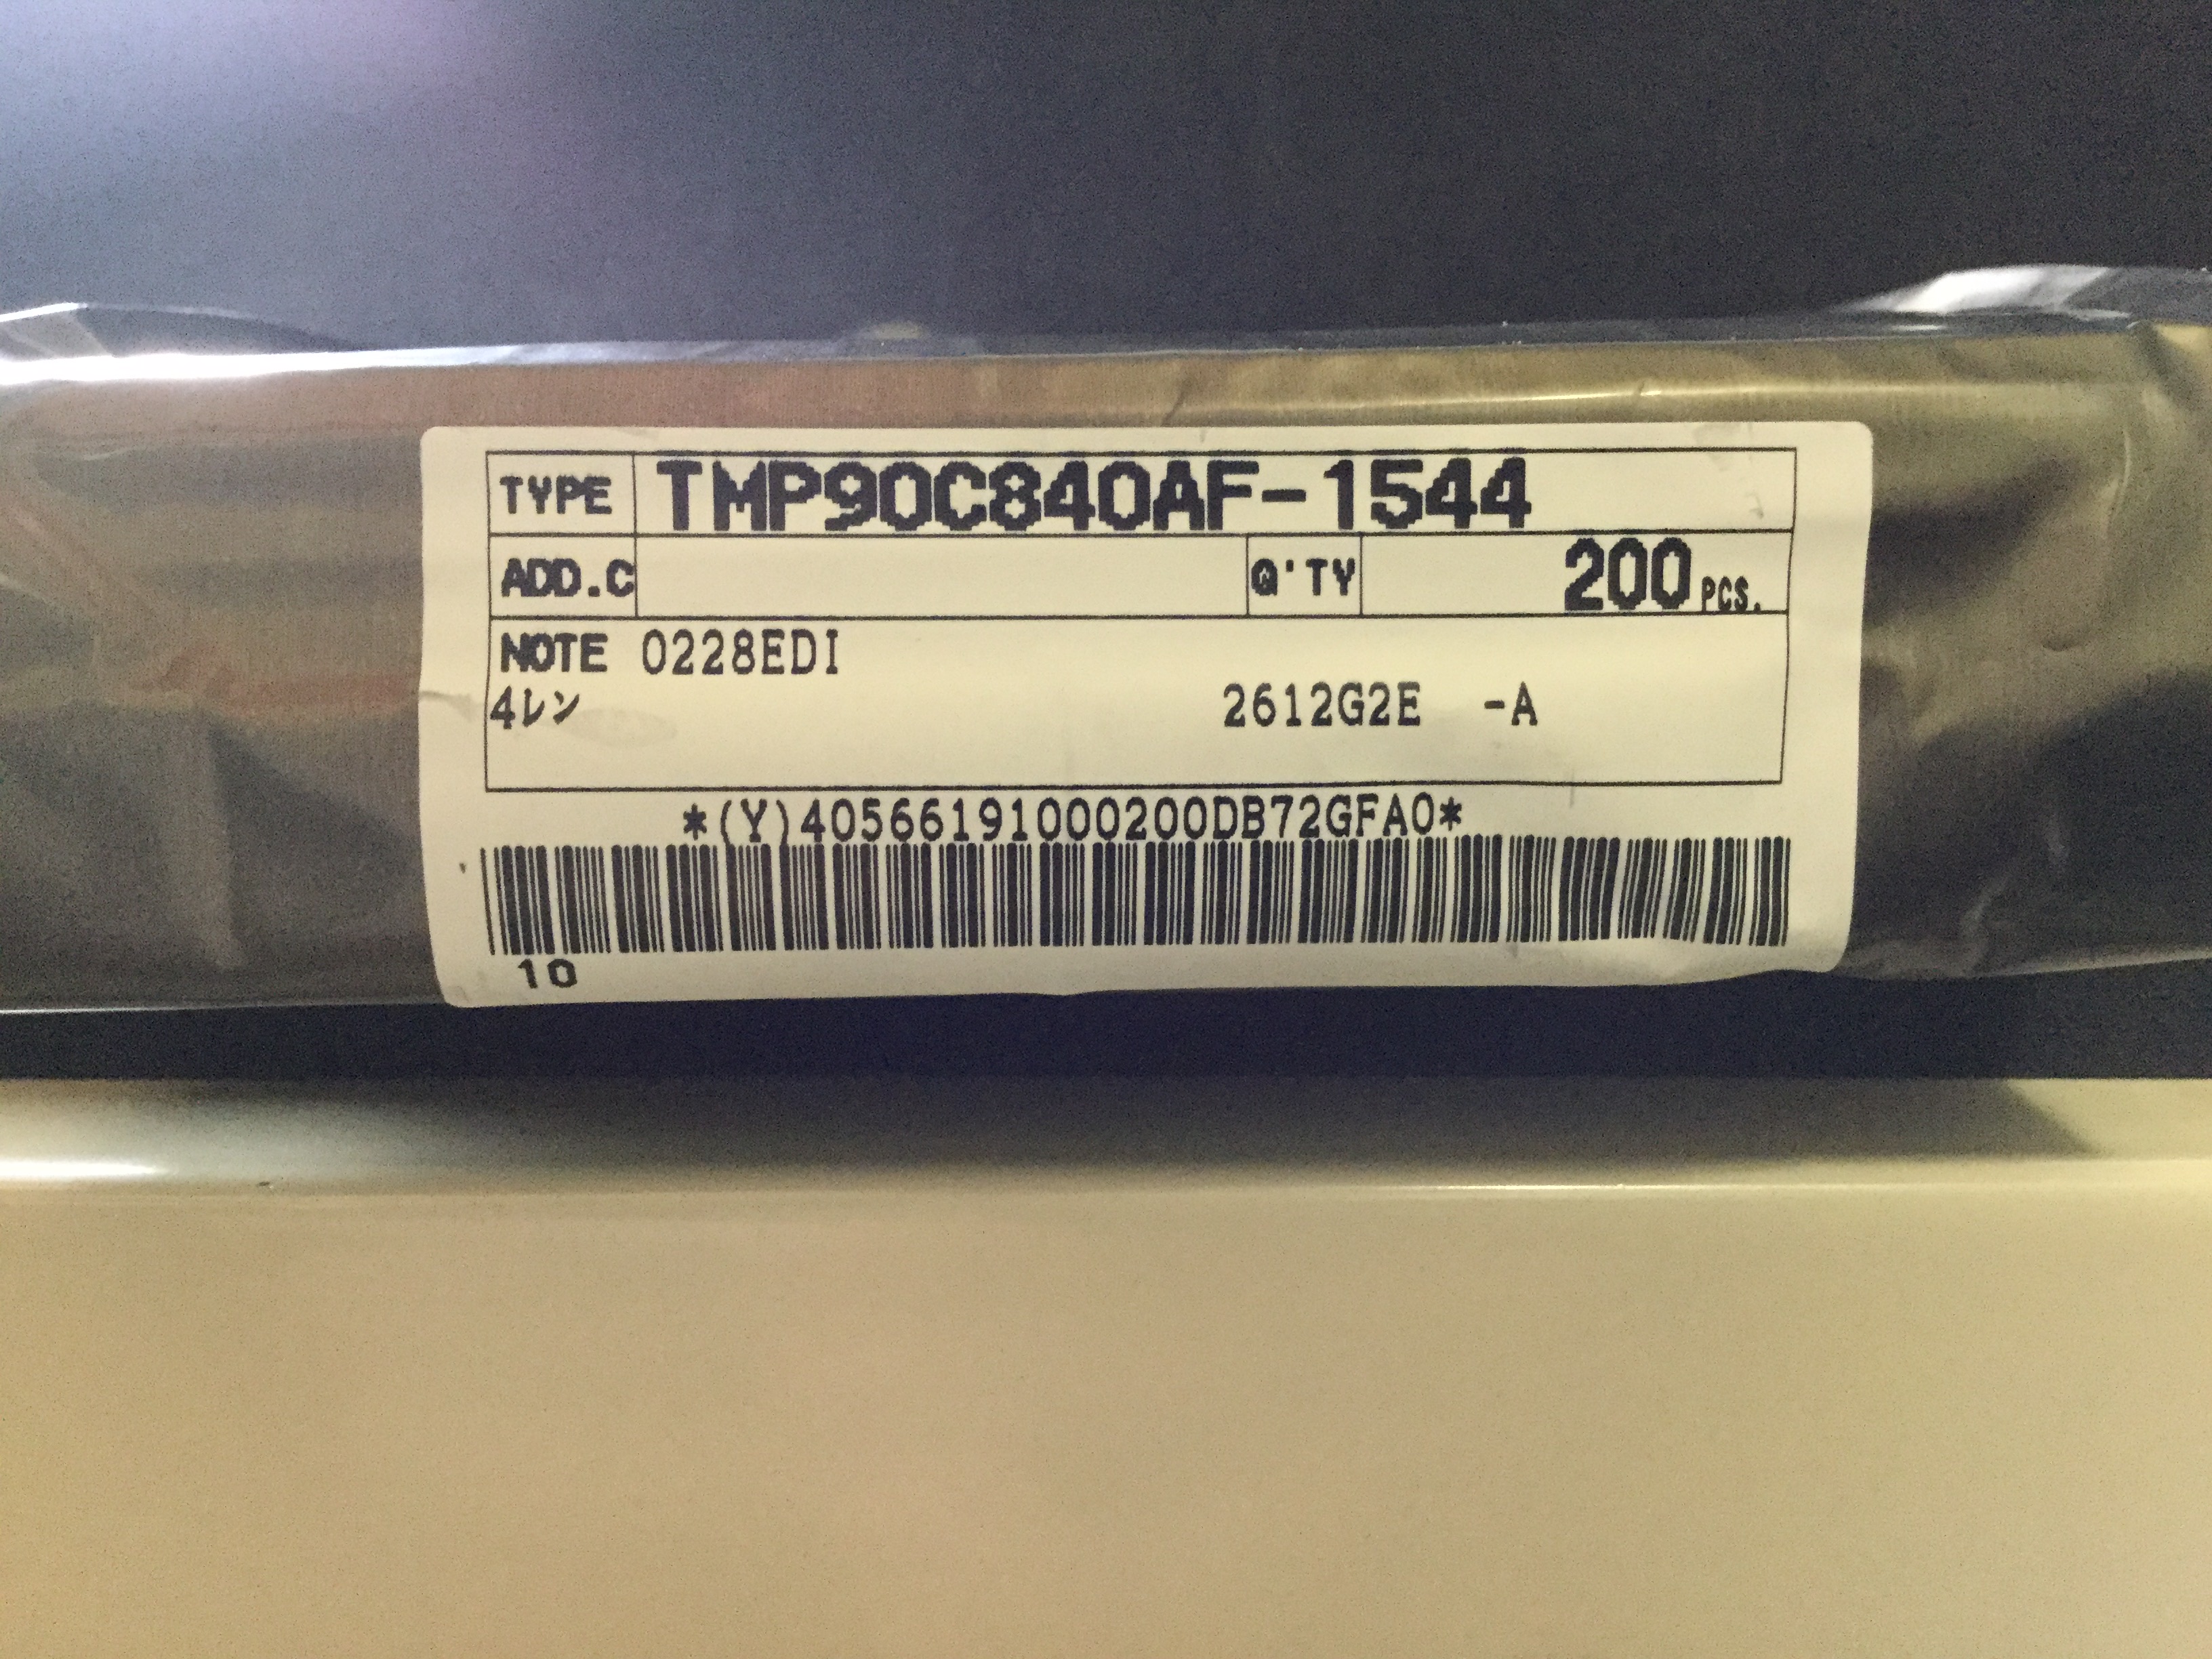 TYPE TMP90C840AF-1544
ADD.C Q'TY 200 PCS.
NOTE 0228EDI
4レン 2612G2E -A
*(Y)40566191000200DB72GFA0*
10